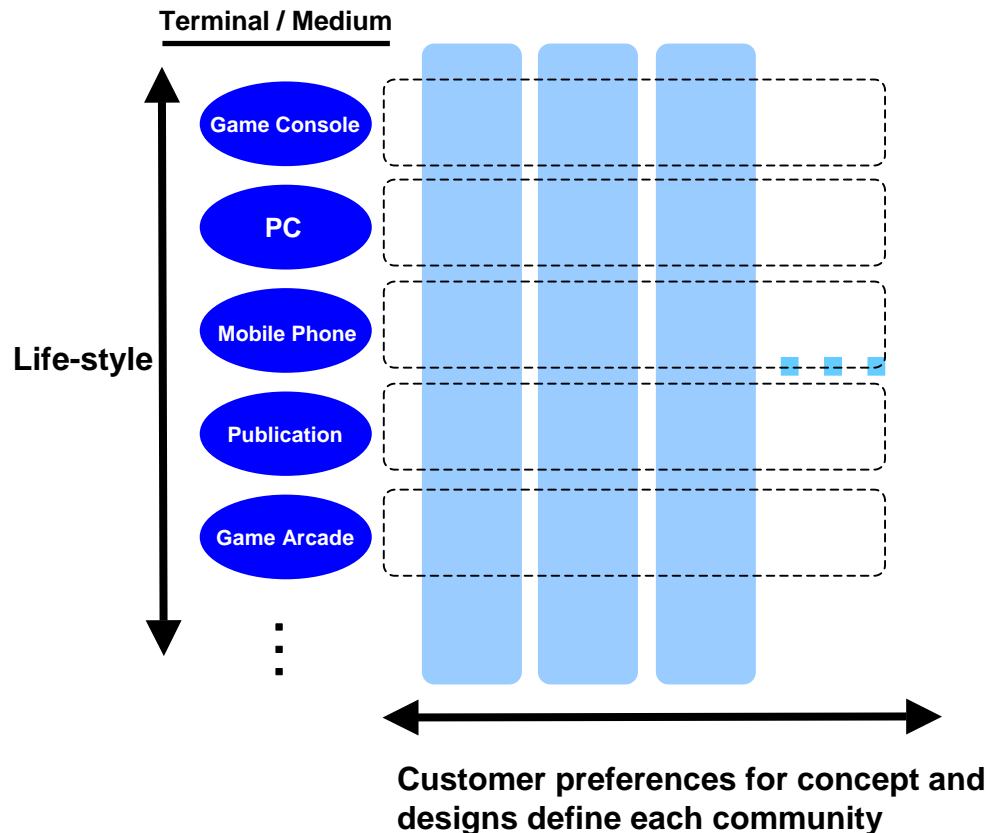 Terminal / Medium
Game Console
PC
Mobile Phone
Life-style
Publication
Game Arcade
Customer preferences for concept and
designs define each community